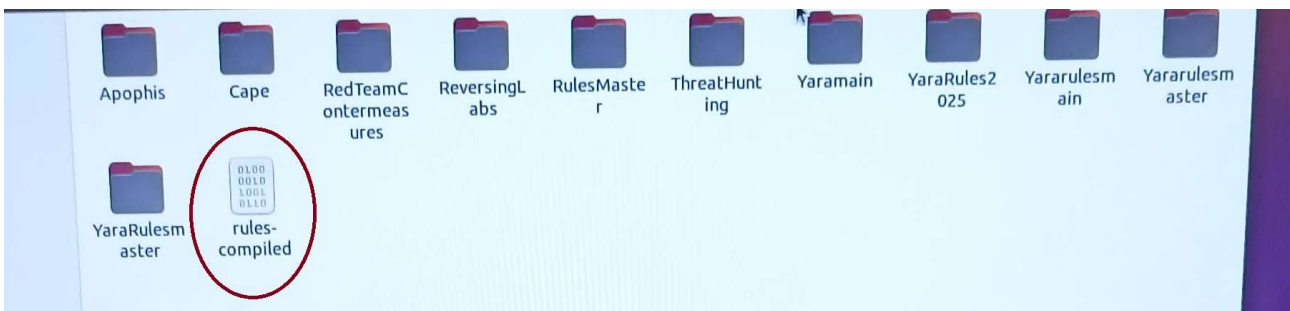 Apophis
Cape
RedTeamC
ontermeas
ures
ReversingL
abs
RulesMaste
r
ThreatHunt
ing
Yaramain
YaraRules2
025
Yararulesm
ain
Yararulesm
aster
YaraRulesm
aster
0100
0010
1001
0110
rules-
compiled